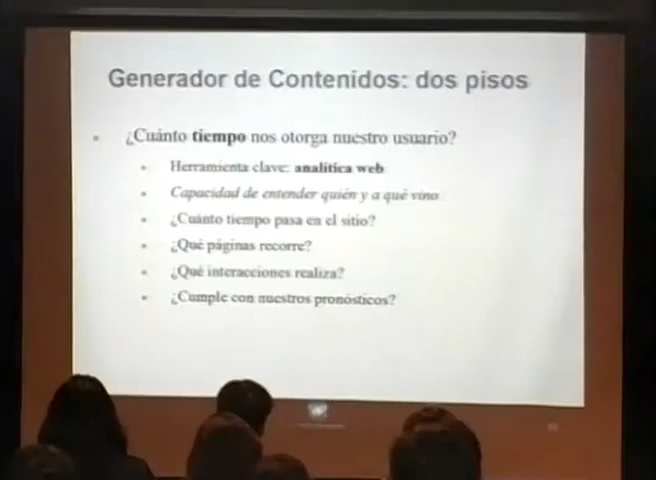 Generador de Contenidos: dos pisos
¿Cuánto tiempo nos otorga nuestro usuario?
Herramienta clave: analítica web
Capacidad de entender quién y a qué vino
¿Cuánto tiempo pasa en el sitio?
¿Qué páginas recorre?
¿Qué interacciones realiza?
¿Cumple con nuestros pronósticos?